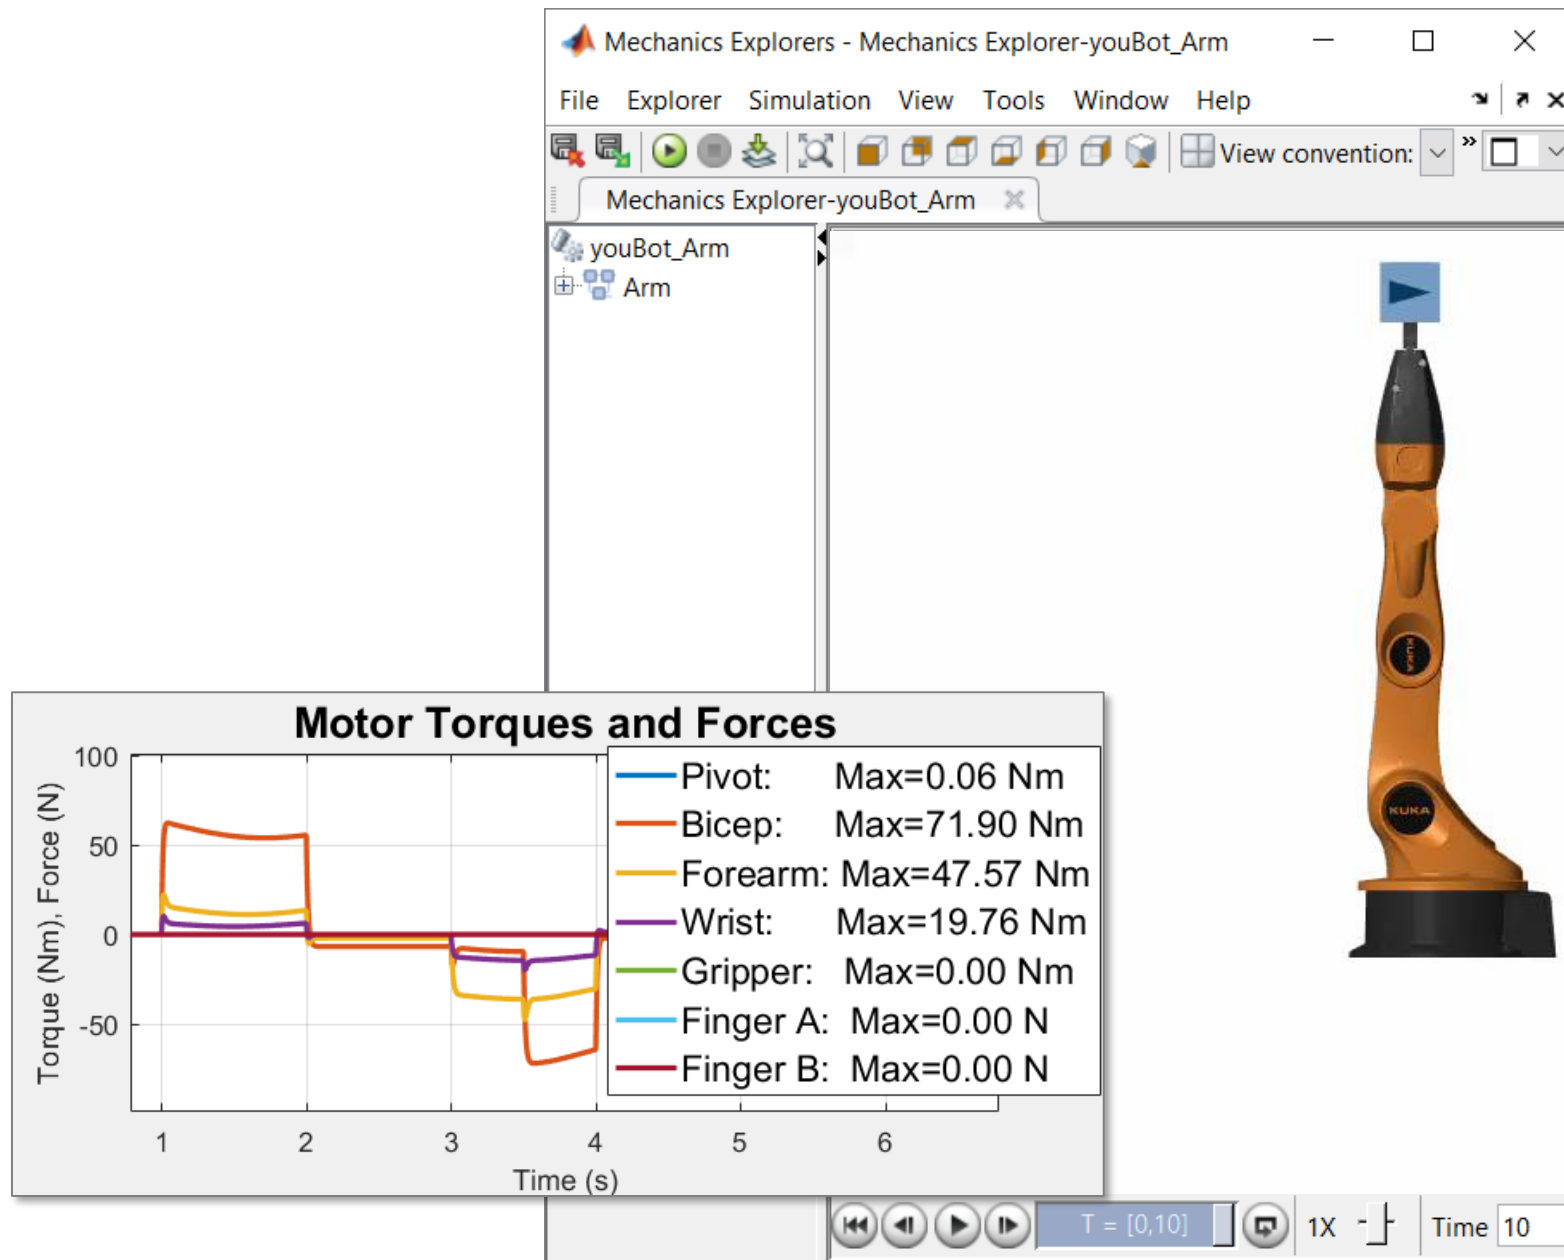 Mechanics Explorers - Mechanics Explorer-youBot_Arm
File Explorer Simulation View Tools Window Help
View convention: »
Mechanics Explorer-youBot_Arm
youBot_Arm
Arm
KUKA
KUKA
Motor Torques and Forces
Torque (Nm), Force (N)
100
50
0
-50
Pivot: Max=0.06 Nm
Bicep: Max=71.90 Nm
Forearm: Max=47.57 Nm
Wrist: Max=19.76 Nm
Gripper: Max=0.00 Nm
Finger A: Max=0.00 N
Finger B: Max=0.00 N
1 2 3 4 5 6
Time (s)
T = [0,10] 1X Time 10